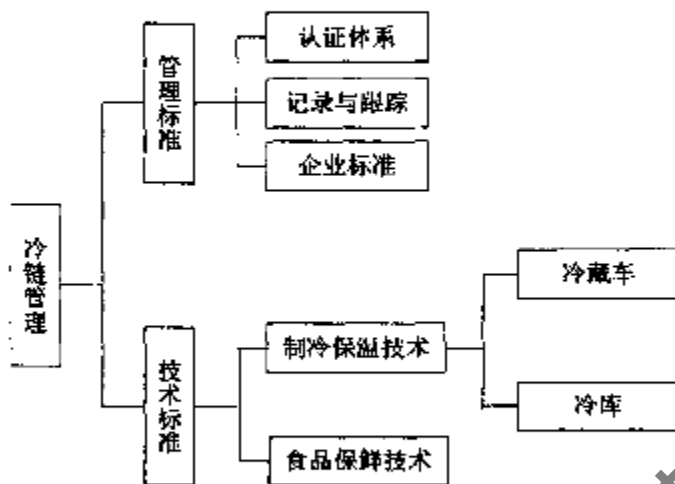 冷链管理
管理标准
认证体系
记录与跟踪
企业标准
技术标准
制冷保温技术
冷藏车
冷库
食品保鲜技术